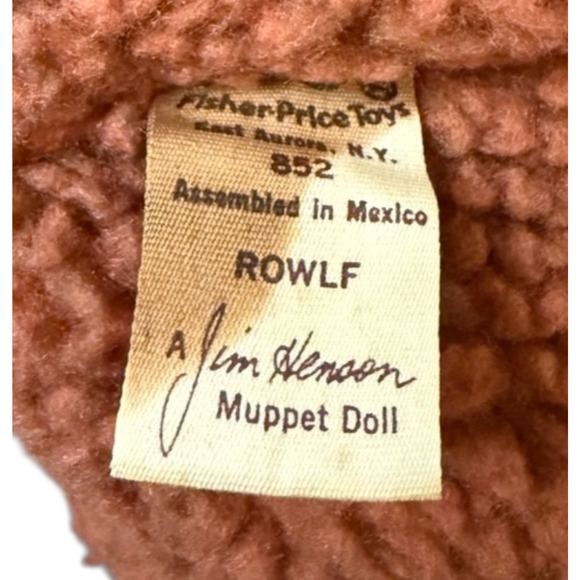 Fisher-Price Toys
East Aurora, N.Y.
852
Assembled in Mexico
ROWLF
A Jim Henson
Muppet Doll